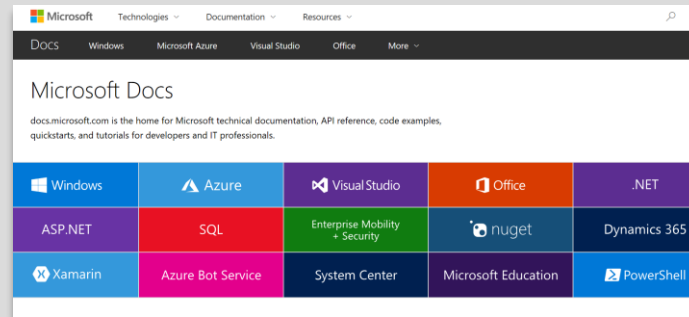 Microsoft Technologies Documentation Resources
DOCS Windows Microsoft Azure Visual Studio Office More
Microsoft Docs
docs.microsoft.com is the home for Microsoft technical documentation, API reference, code examples,
quickstarts, and tutorials for developers and IT professionals.
Windows Azure Visual Studio Office .NET
ASP.NET SQL Enterprise Mobility
+ Security nuget Dynamics 365
Xamarin Azure Bot Service System Center Microsoft Education PowerShell